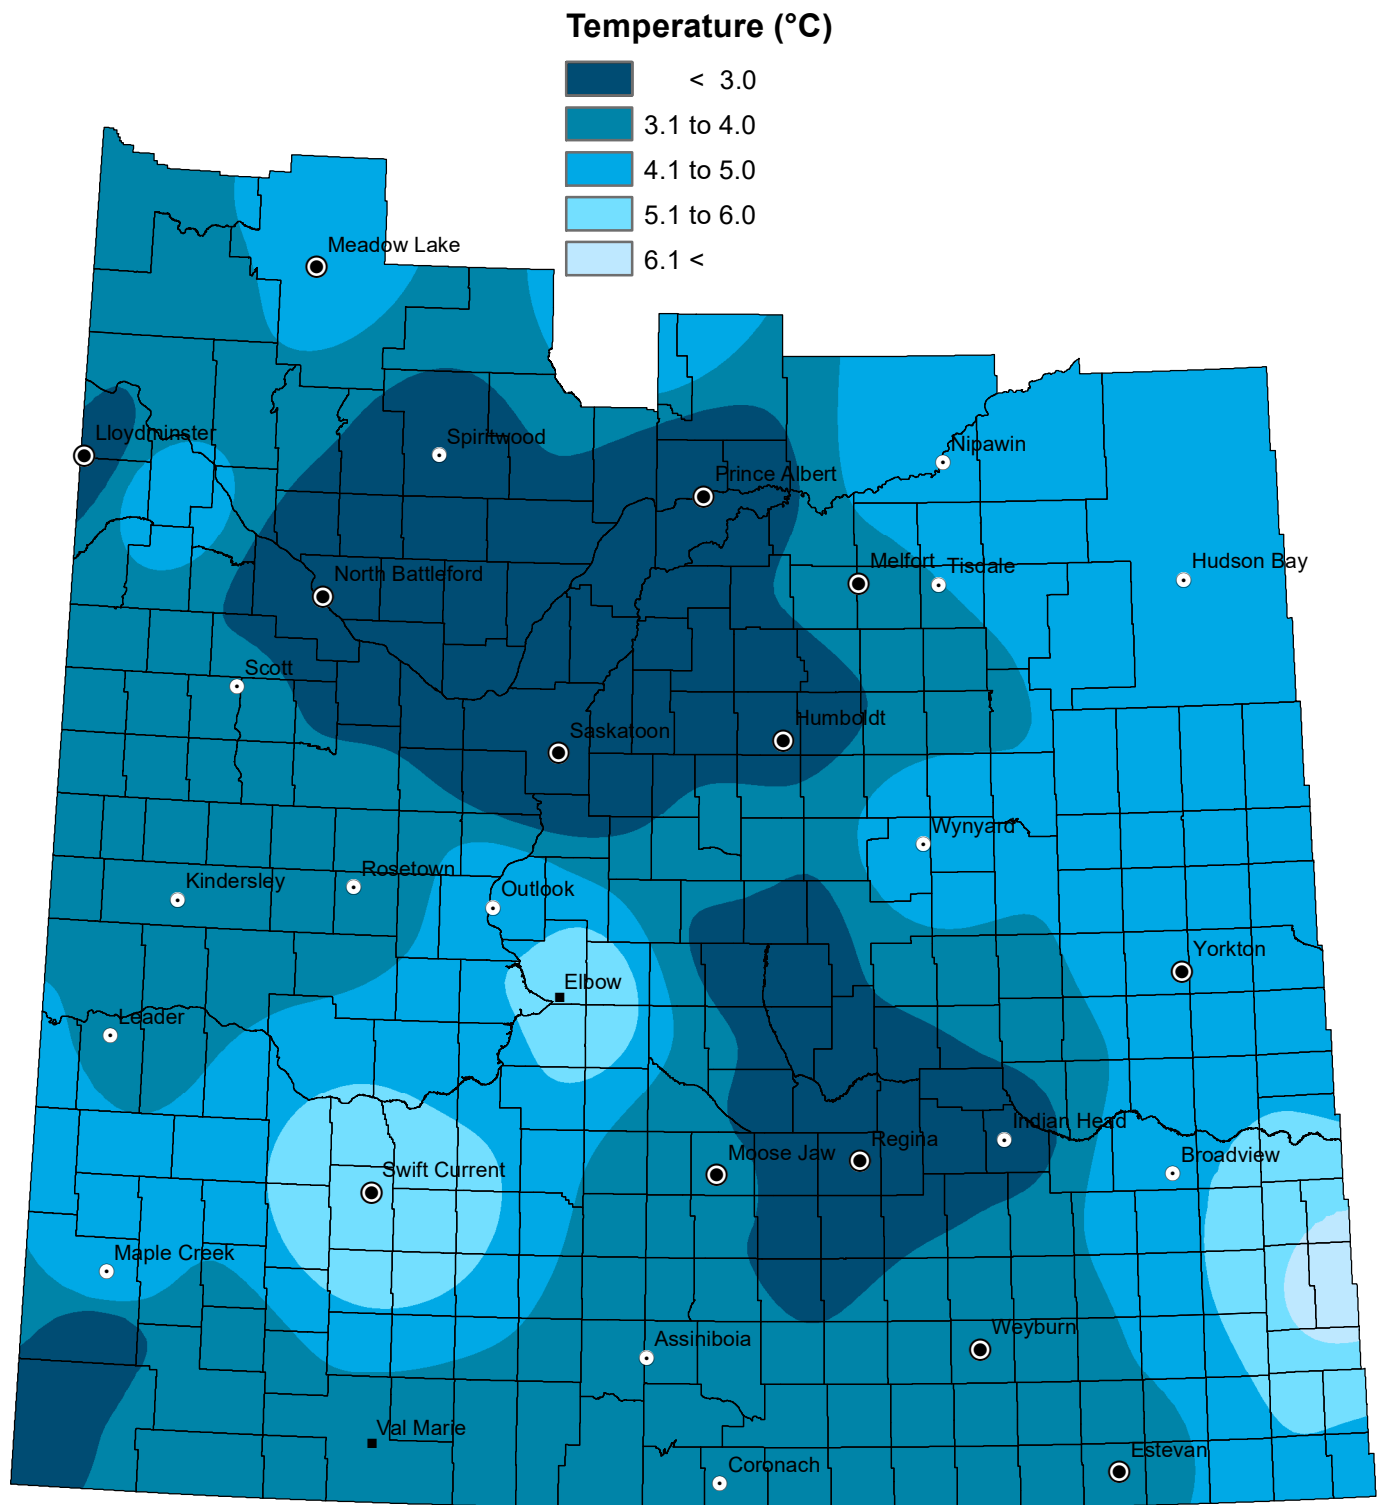 Temperature (°C)
< 3.0
3.1 to 4.0
4.1 to 5.0
5.1 to 6.0
6.1 <
Meadow Lake
Lloydminster
Spiritwood
Nipawin
Prince Albert
Hudson Bay
Melfort
Tisdale
North Battleford
Scott
Humboldt
Saskatoon
Wynyard
Rosetown
Kindersley
Outlook
Yorkton
Elbow
Leader
Indian Head
Regina
Moose Jaw
Broadview
Swift Current
Maple Creek
Weyburn
Assiniboia
Val Marie
Estevan
Coronach